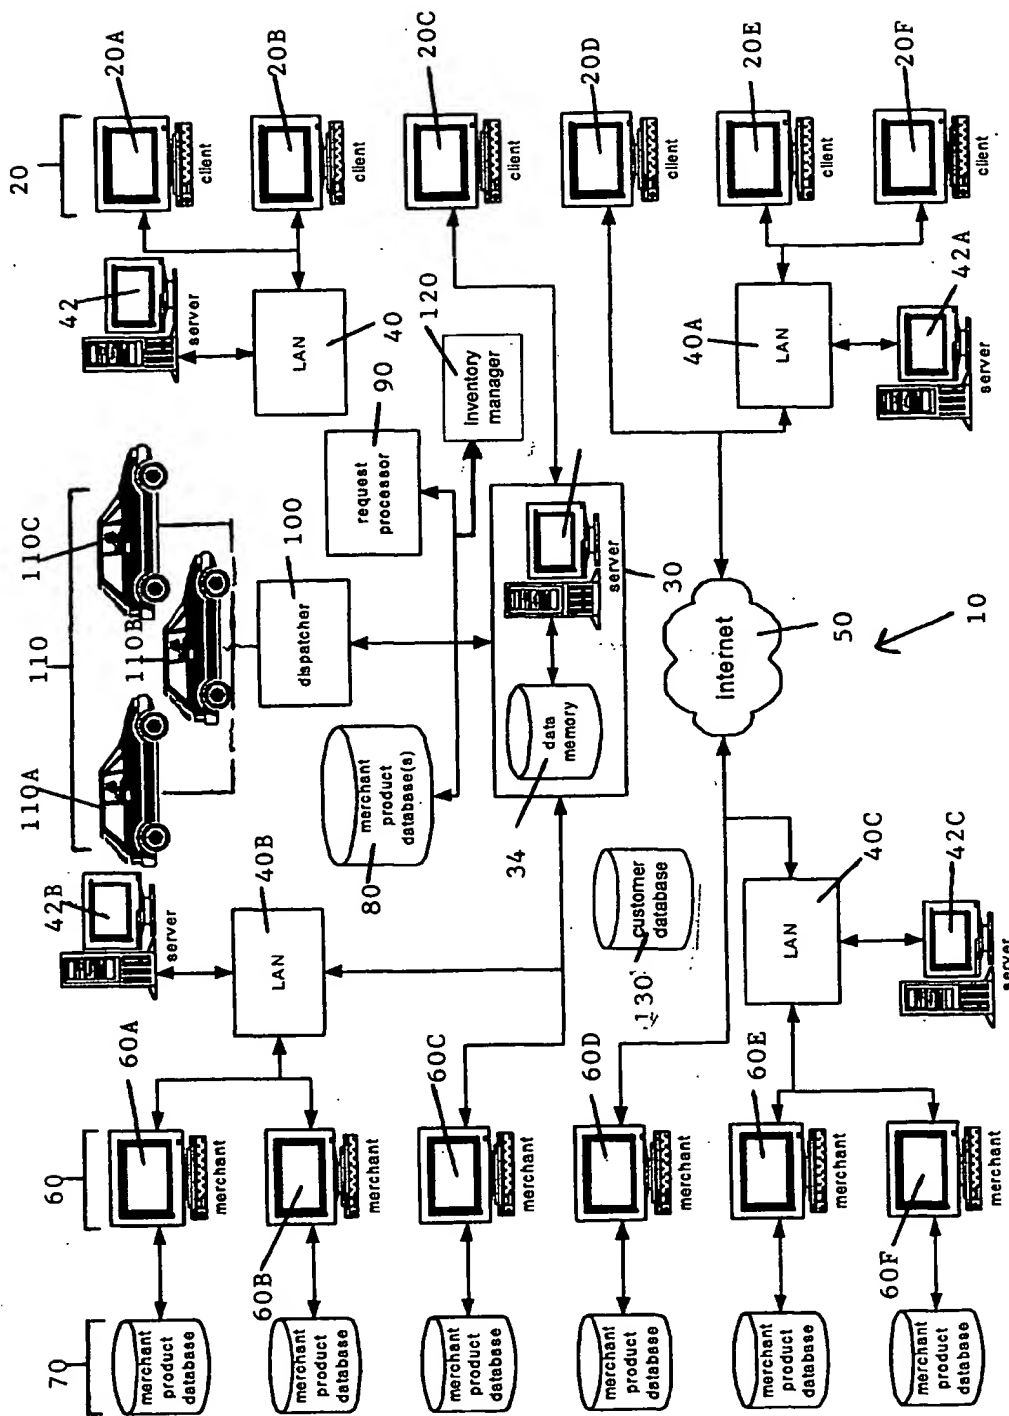 70
merchant
product
database
merchant
product
database
merchant
product
database
merchant
product
database
merchant
product
database
merchant
product
database
60
60A
merchant
60B
merchant
60C
merchant
60D
merchant
60E
merchant
60F
merchant
42B
server
LAN
40B
LAN
40C
42C
server
130
customer
database
110
110A
110B
110C
80
merchant
product
database(s)
dispatcher
100
request
processor
90
inventory
manager
120
34
data
memory
server
30
internet
50
10
42
server
LAN
40
40A
LAN
42A
server
20
20A
client
20B
client
20C
client
20D
client
20E
client
20F
client